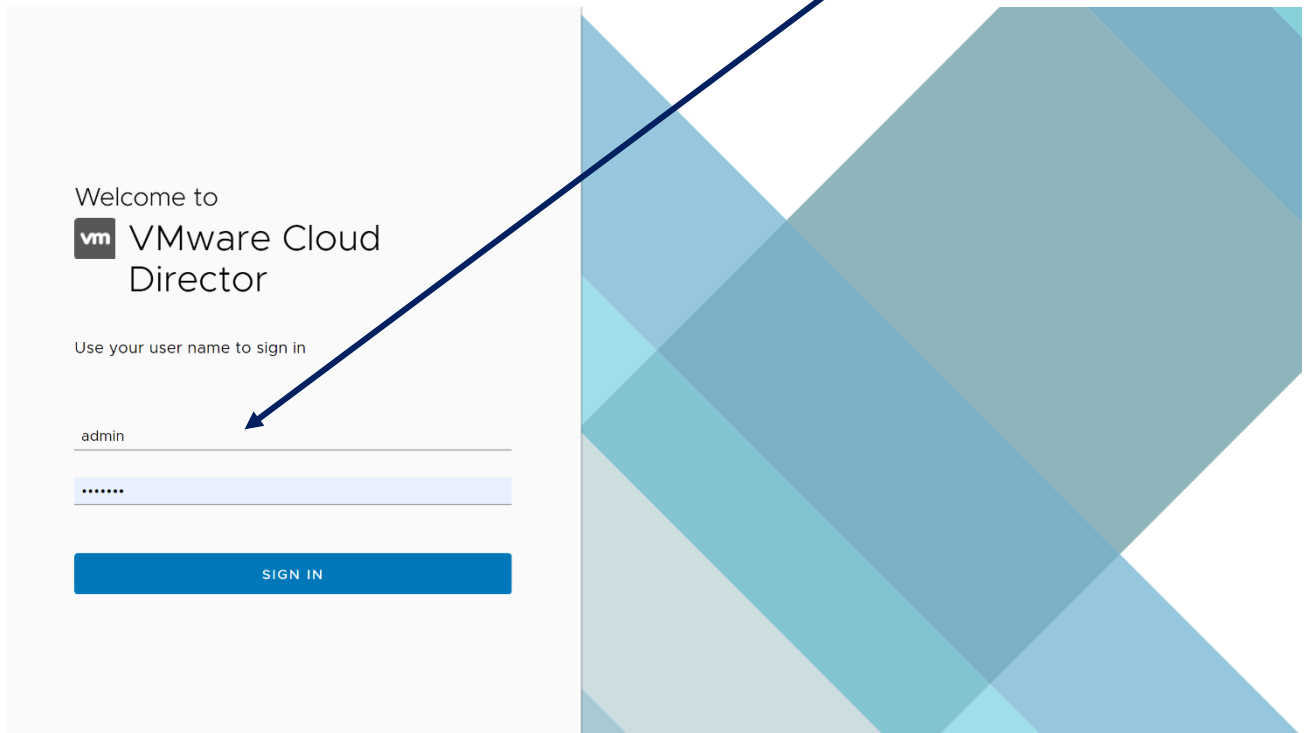 Welcome to
vm VMware Cloud
Director
Use your user name to sign in
admin
•••••••
SIGN IN